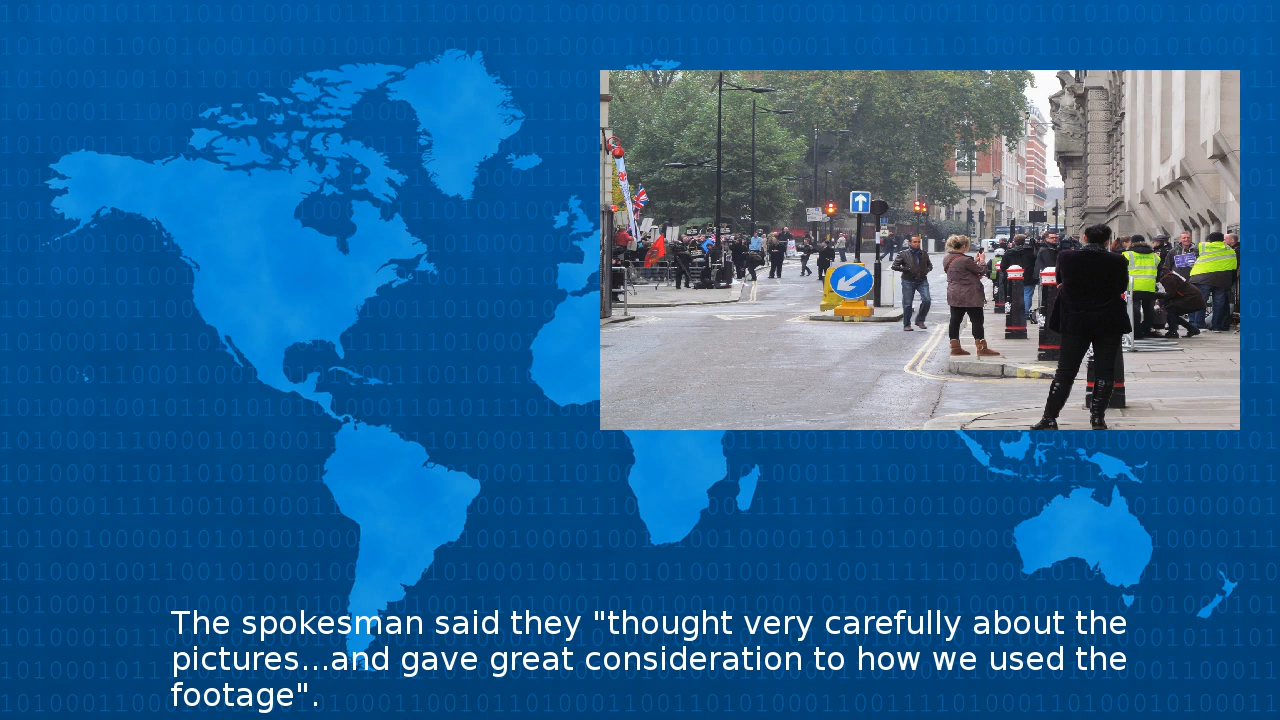 The spokesman said they "thought very carefully about the
pictures...and gave great consideration to how we used the
footage".